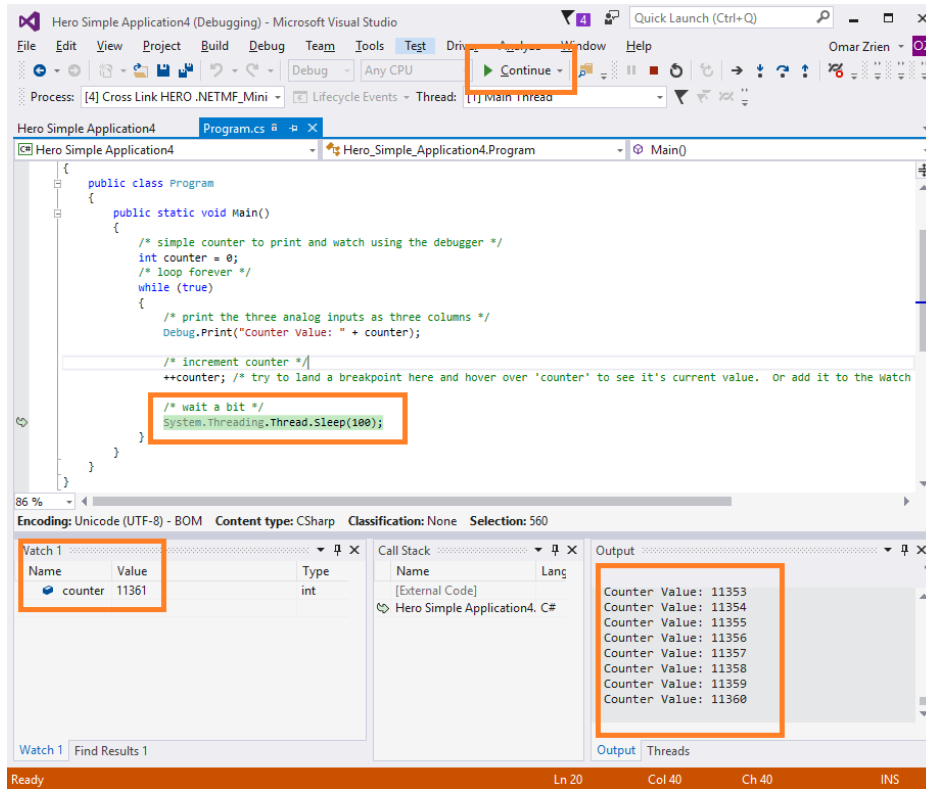 Hero Simple Application4 (Debugging) - Microsoft Visual Studio
4
Quick Launch (Ctrl+Q)
File Edit View Project Build Debug Team Tools Test Window Help
Omar Zrien
OZ
Debug Any CPU Continue
Process: [4] Cross Link HERO .NETMF_Mini Lifecycle Events Thread: [1] Main Thread
Hero Simple Application4 Program.cs
C# Hero Simple Application4 Hero_Simple_Application4.Program Main()
{
public class Program
{
public static void Main()
{
/* simple counter to print and watch using the debugger */
int counter = 0;
/* loop forever */
while (true)
{
/* print the three analog inputs as three columns */
Debug.Print("Counter Value: " + counter);
/* increment counter */
++counter; /* try to land a breakpoint here and hover over 'counter' to see it's current value. Or add it to the Watch
/* wait a bit */
System.Threading.Thread.Sleep(100);
}
}
}
}
86 %
Encoding: Unicode (UTF-8) - BOM Content type: CSharp Classification: None Selection: 560
Watch 1
Name Value Type
counter 11361 int
Watch 1 Find Results 1
Call Stack
Name Lang
[External Code]
Hero Simple Application4. C#
Output
Counter Value: 11353
Counter Value: 11354
Counter Value: 11355
Counter Value: 11356
Counter Value: 11357
Counter Value: 11358
Counter Value: 11359
Counter Value: 11360
Output Threads
Ready Ln 20 Col 40 Ch 40 INS